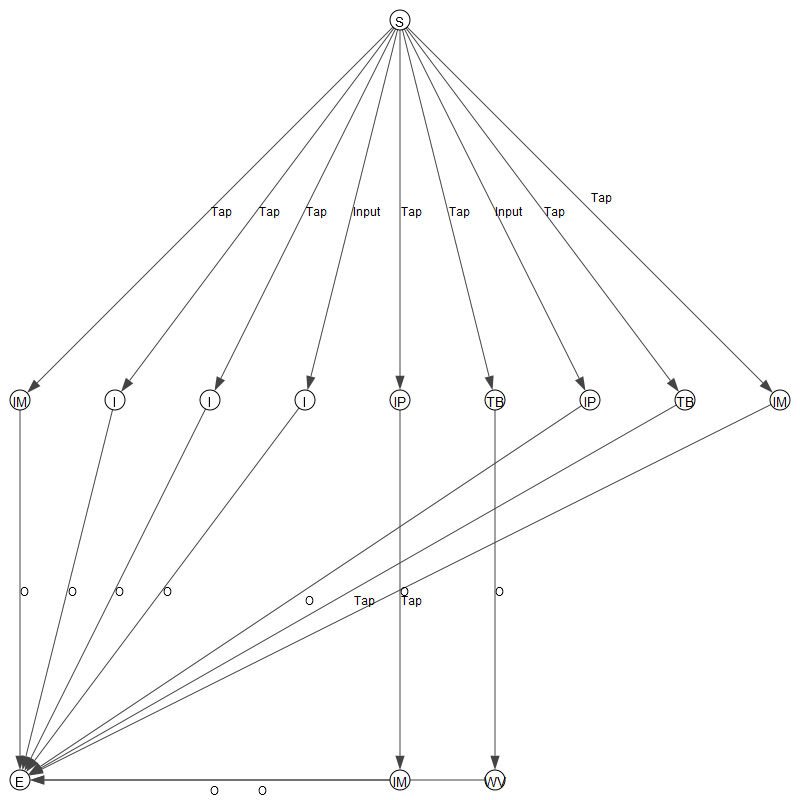 S
Tap
Tap Tap Tap Input Tap Tap Input Tap
IM I I I IP TB IP TB IM
O O O O O O
O Tap Tap
E IM WV
O O